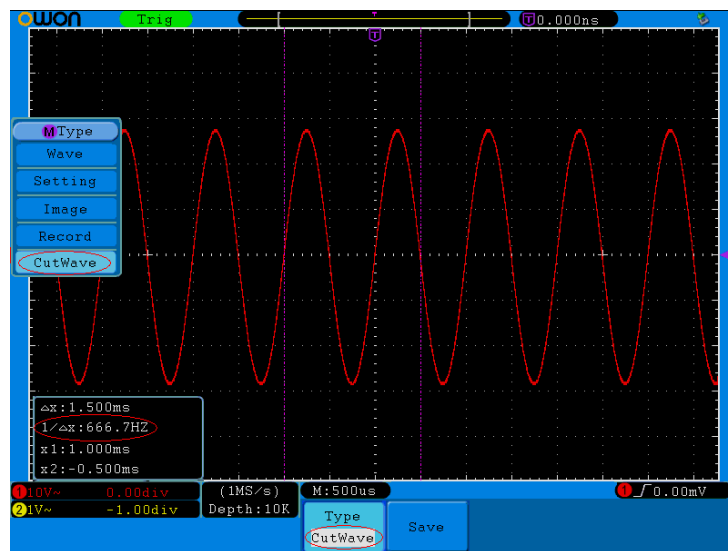 OWON Trig T 0.000ns
T
M Type
Wave
Setting
Image
Record
CutWave
△x:1.500ms
1/△x:666.7HZ
x1:1.000ms
x2:-0.500ms
1 10V~ 0.00div (1MS/s) M:500us 1 0.00mV
2 1V~ -1.00div Depth:10K
Type
CutWave
Save